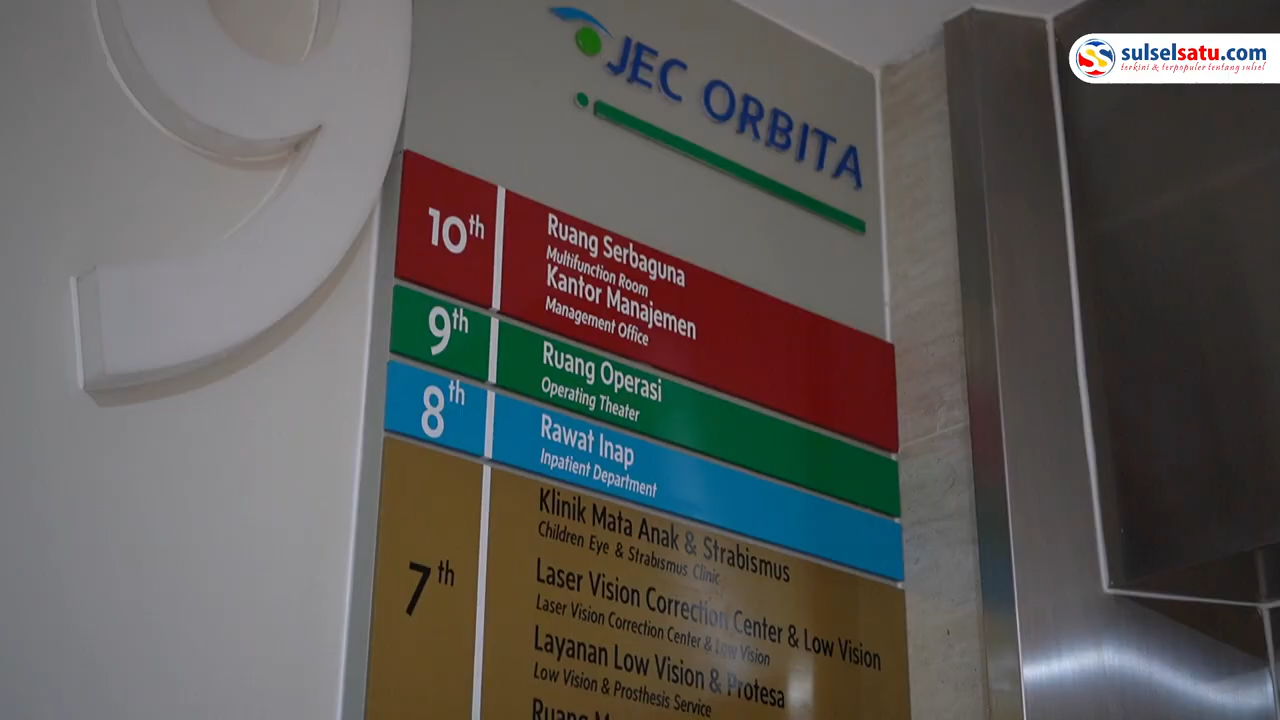 9
sulselsatu.com
terkini & terpopuler tentang sulsel
JEC ORBITA
10th
Ruang Serbaguna
Multifunction Room
Kantor Manajemen
Management Office
9th
Ruang Operasi
Operating Theater
8th
Rawat Inap
Inpatient Department
7th
Klinik Mata Anak & Strabismus
Children Eye & Strabismus Clinic
Laser Vision Correction Center & Low Vision
Laser Vision Correction Center & Low Vision
Layanan Low Vision & Protesa
Low Vision & Prosthesis Service
Ruang